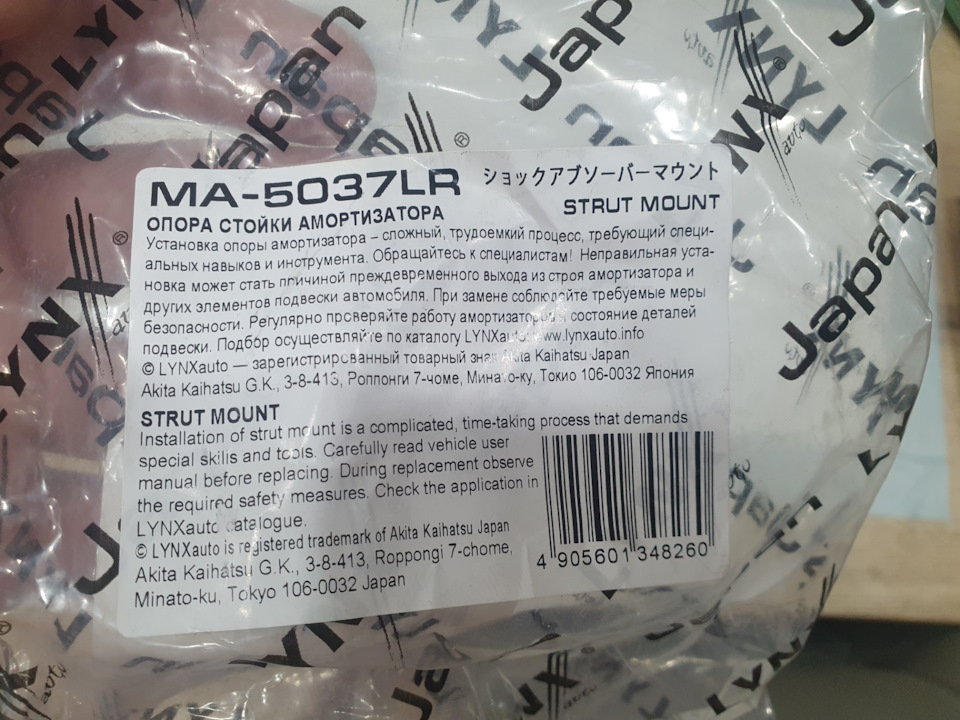 MA-5037LR
ショックアブソーバーマウント
STRUT MOUNT
ОПОРА СТОЙКИ АМОРТИЗАТОРА
Установка опоры амортизатора – сложный, трудоемкий процесс, требующий специ-
альных навыков и инструмента. Обращайтесь к специалистам! Неправильная уста-
новка может стать причиной преждевременного выхода из строя амортизатора и
других элементов подвески автомобиля. При замене соблюдайте требуемые меры
безопасности. Регулярно проверяйте работу амортизаторов и состояние деталей
подвески. Подбор осуществляйте по каталогу LYNXauto: www.lynxauto.info
© LYNXauto — зарегистрированный товарный знак Akita Kaihatsu Japan
Akita Kaihatsu G.K., 3-8-413, Роппонги 7-чоме, Минато-ку, Токио 106-0032 Япония
STRUT MOUNT
Installation of strut mount is a complicated, time-taking process that demands
special skills and tools. Carefully read vehicle user
manual before replacing. During replacement observe
the required safety measures. Check the application in
LYNXauto catalogue.
© LYNXauto is registered trademark of Akita Kaihatsu Japan
Akita Kaihatsu G.K., 3-8-413, Roppongi 7-chome,
Minato-ku, Tokyo 106-0032 Japan
4 905601 348260
Japan
Japan
LYNX
auto